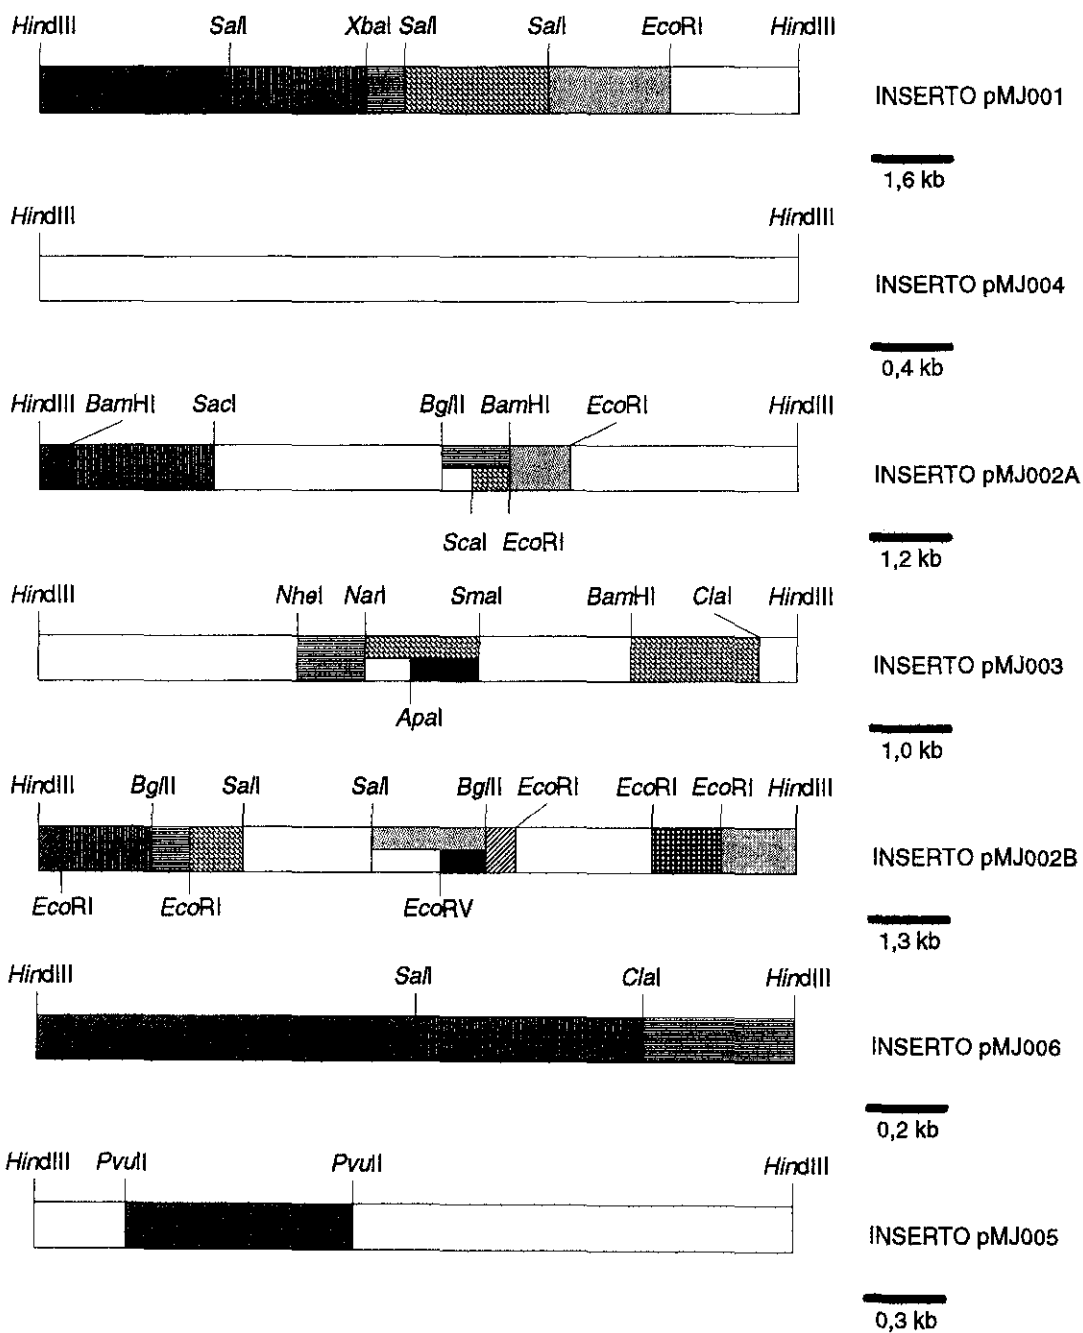 HindIII SalI XbaI SalI SalI EcoRI HindIII
INSERTO pMJ001
1,6 kb
HindIII HindIII
INSERTO pMJ004
0,4 kb
HindIII BamHI SacI BglII BamHI EcoRI HindIII
INSERTO pMJ002A
ScaI EcoRI
1,2 kb
HindIII NheI NarI SmaI BamHI ClaI HindIII
INSERTO pMJ003
ApaI
1,0 kb
HindIII BglII SalI SalI BglII EcoRI EcoRI EcoRI HindIII
INSERTO pMJ002B
EcoRI EcoRI EcoRV
1,3 kb
HindIII SalI ClaI HindIII
INSERTO pMJ006
0,2 kb
HindIII PvuII PvuII HindIII
INSERTO pMJ005
0,3 kb